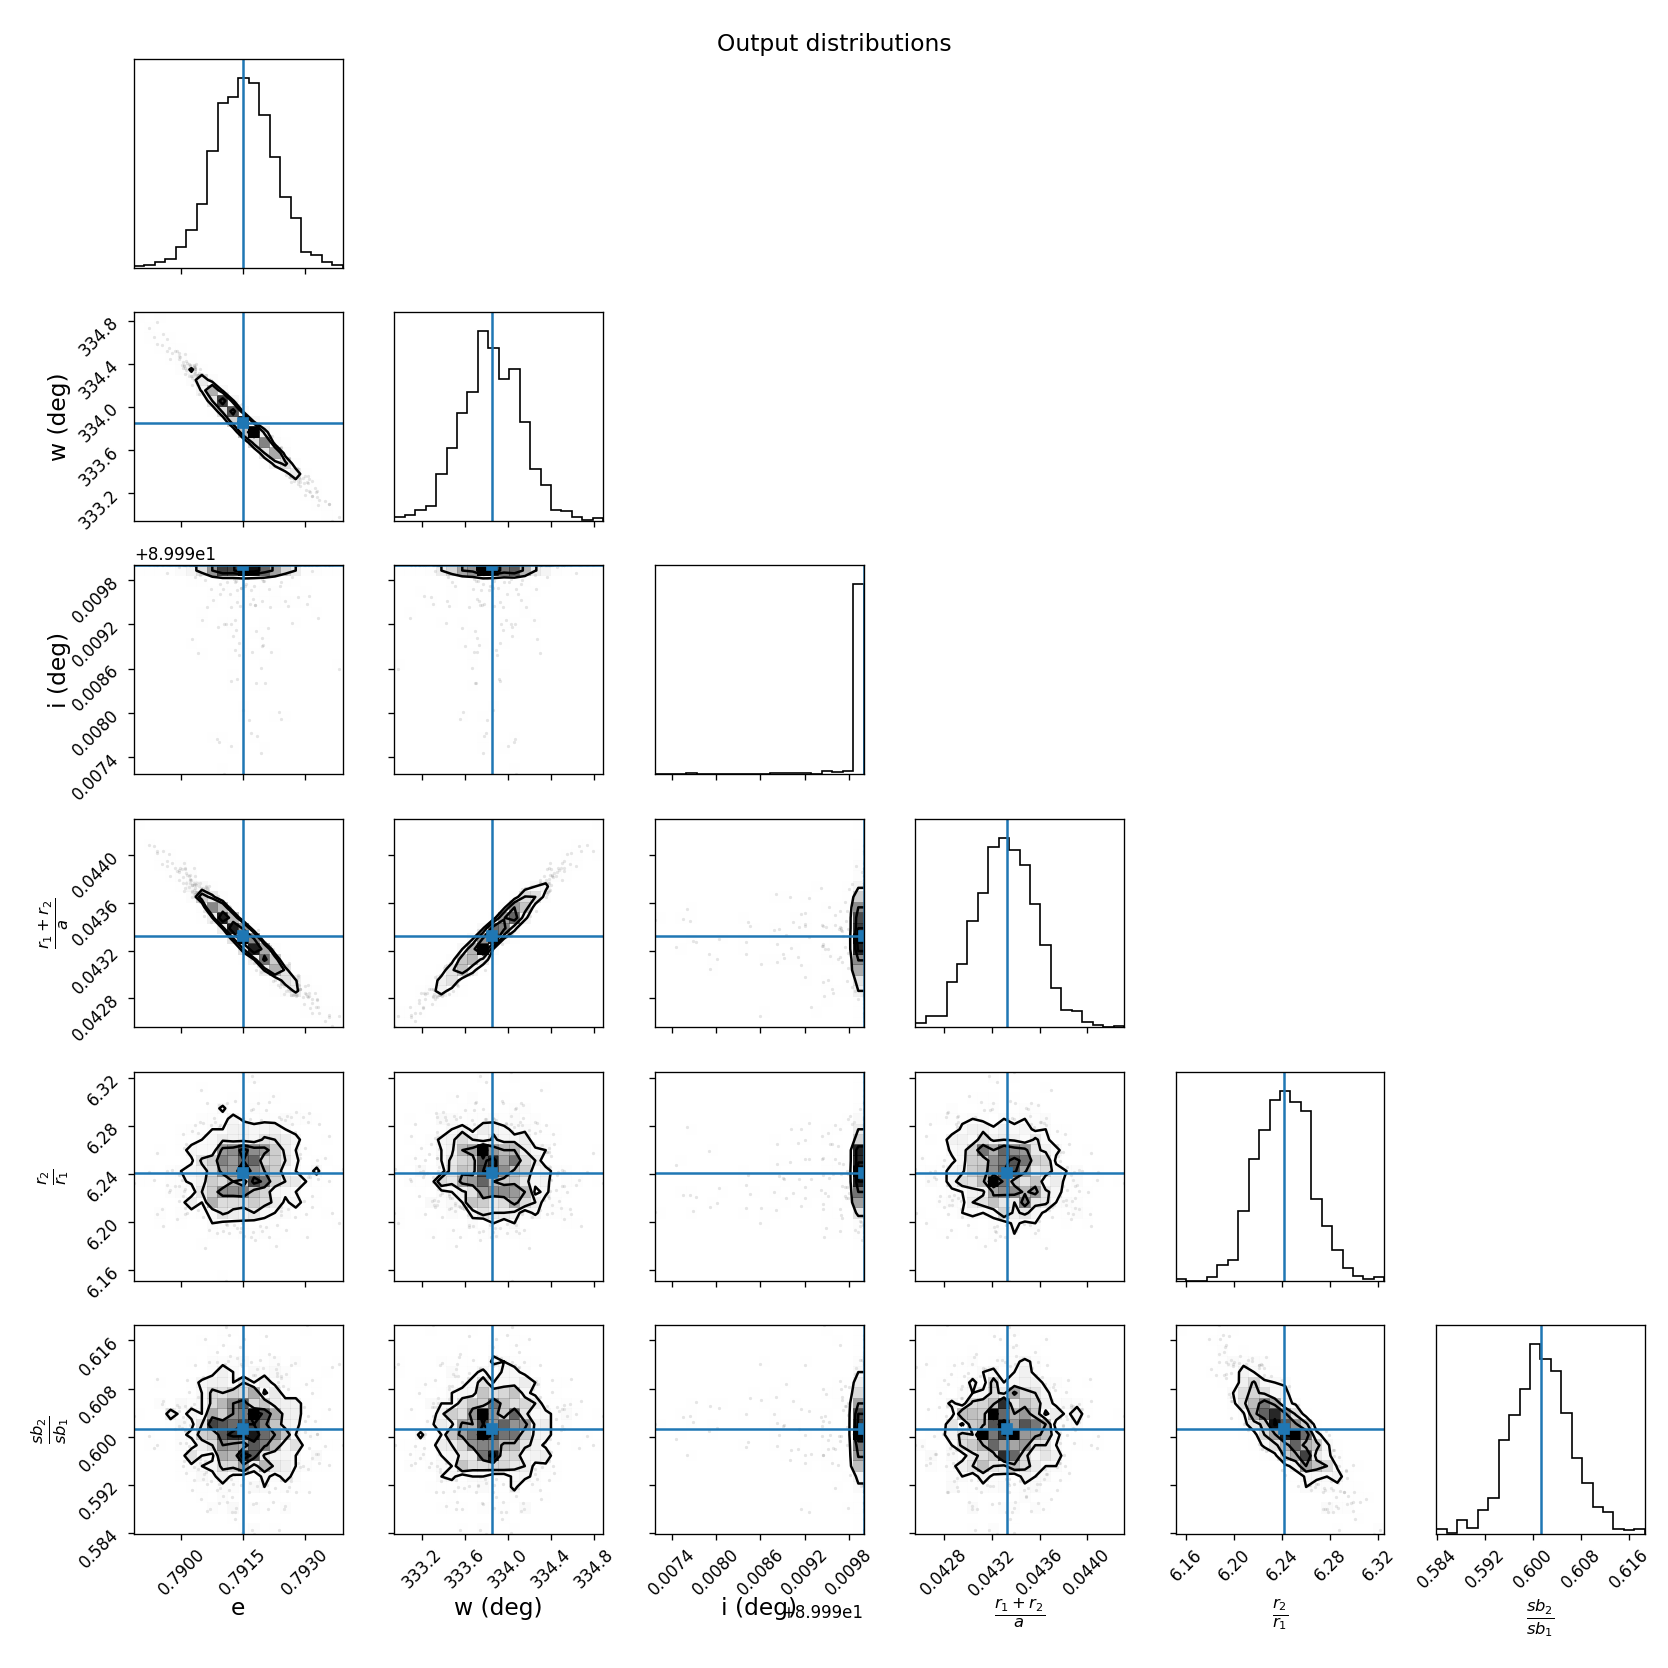 Output distributions
334.8
334.4
334.0
333.6
333.2
w (deg)
+8.999e1
0.0098
0.0092
0.0086
0.0080
0.0074
i (deg)
0.0440
0.0436
0.0432
0.0428
r1 + r2
a
6.32
6.28
6.24
6.20
6.16
r2
r1
0.616
0.608
0.600
0.592
0.584
sb2
sb1
0.7900 0.7915 0.7930
e
333.2 333.6 334.0 334.4 334.8
w (deg)
0.0074 0.0080 0.0086 0.0092 0.0098
i (deg)
+8.999e1
0.0428 0.0432 0.0436 0.0440
r1 + r2
a
6.16 6.20 6.24 6.28 6.32
r2
r1
0.584 0.592 0.600 0.608 0.616
sb2
sb1